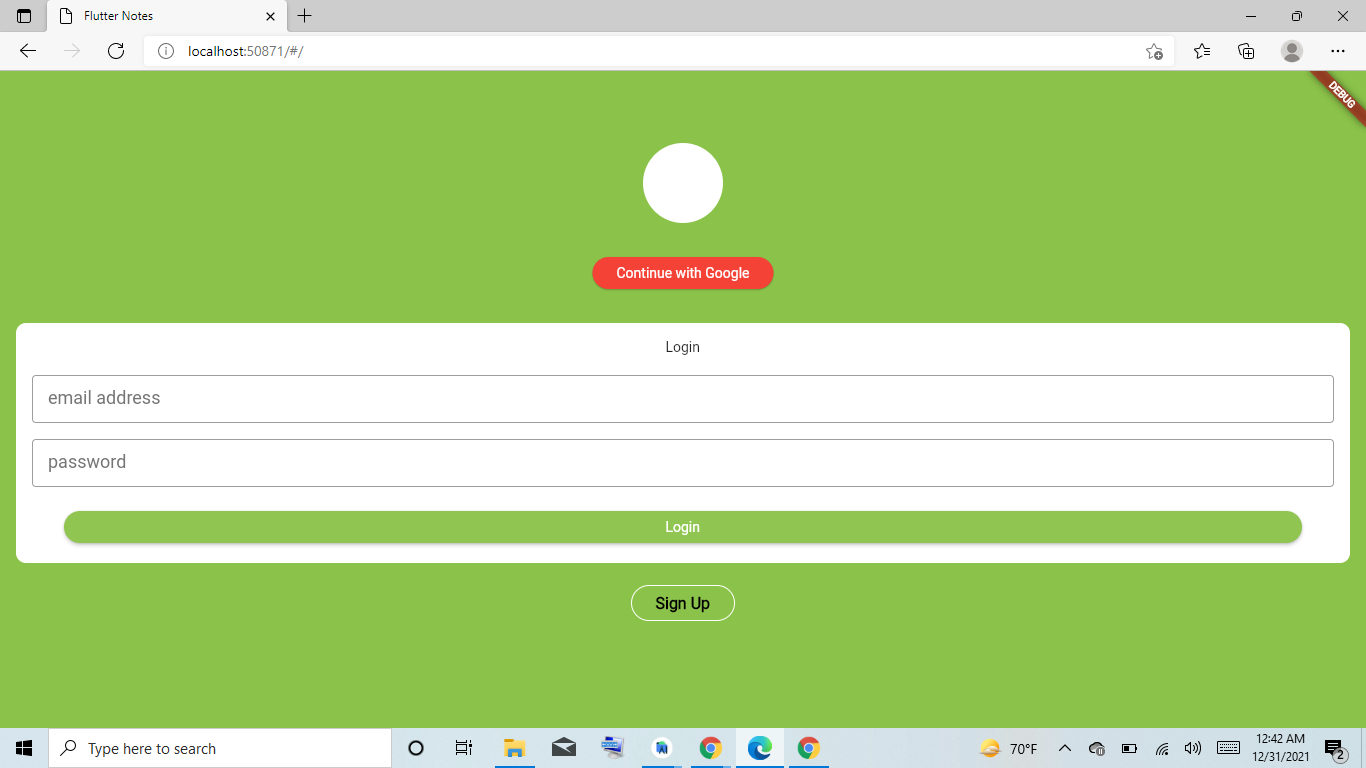 Flutter Notes
localhost:50871/#/
DEBUG
Continue with Google
Login
email address
password
Login
Sign Up
Type here to search
70°F
12:42 AM
12/31/2021
2